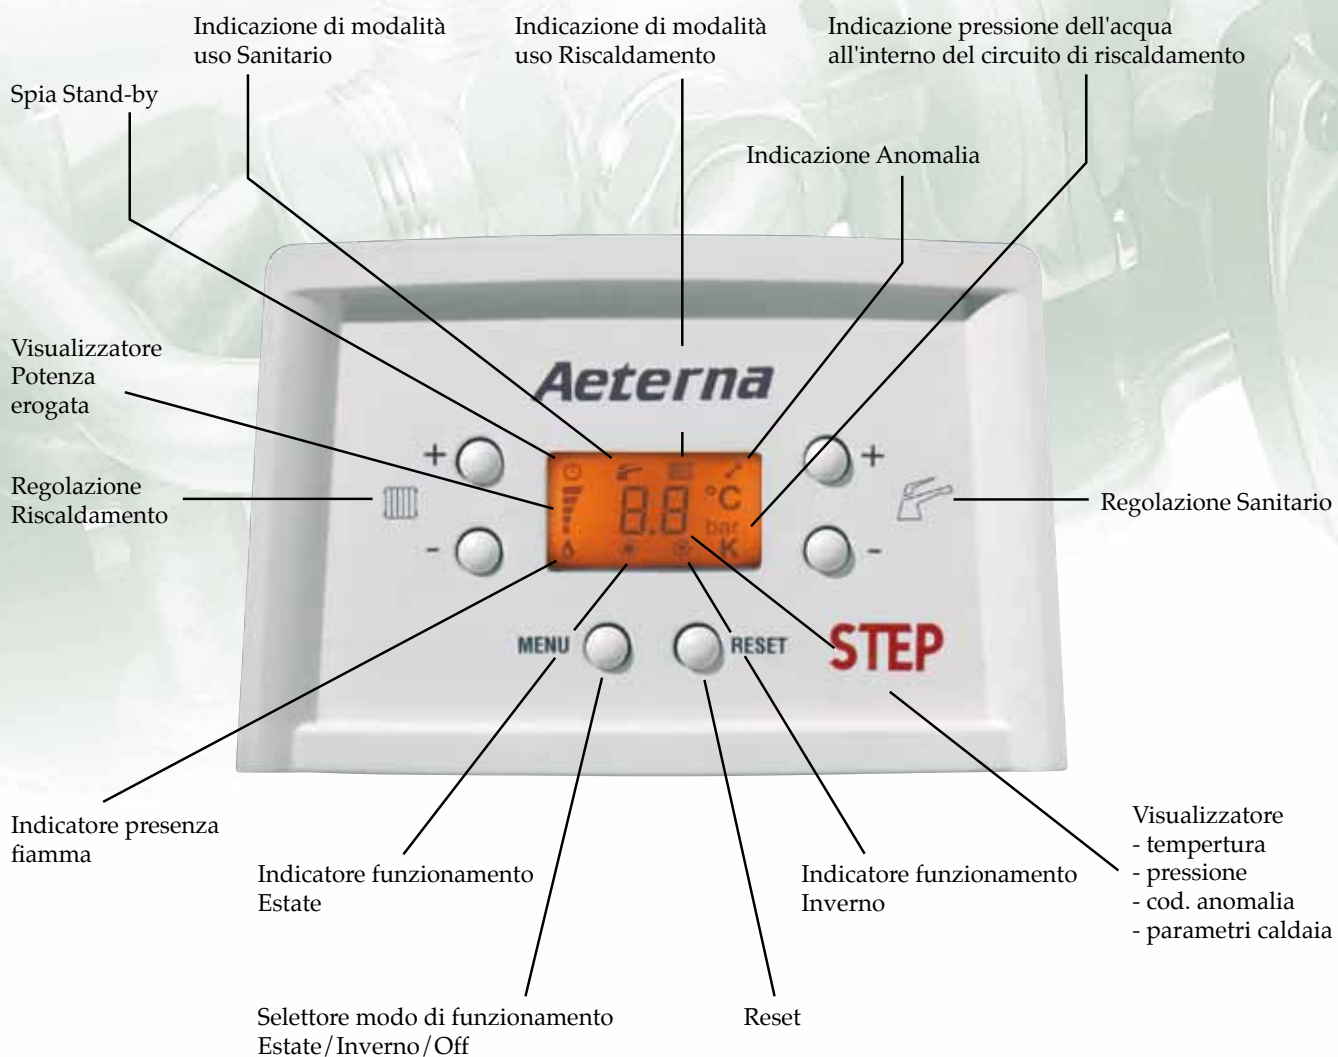 Indicazione di modalità
uso Sanitario
Indicazione di modalità
uso Riscaldamento
Indicazione pressione dell'acqua
all'interno del circuito di riscaldamento
Spia Stand-by
Indicazione Anomalia
Visualizzatore
Potenza
erogata
Aeterna
+
+
Regolazione
Riscaldamento
8.8
°C
bar
K
Regolazione Sanitario
-
-
MENU
RESET
STEP
Indicatore presenza
fiamma
Indicatore funzionamento
Estate
Indicatore funzionamento
Inverno
Visualizzatore
- tempertura
- pressione
- cod. anomalia
- parametri caldaia
Selettore modo di funzionamento
Estate/Inverno/Off
Reset